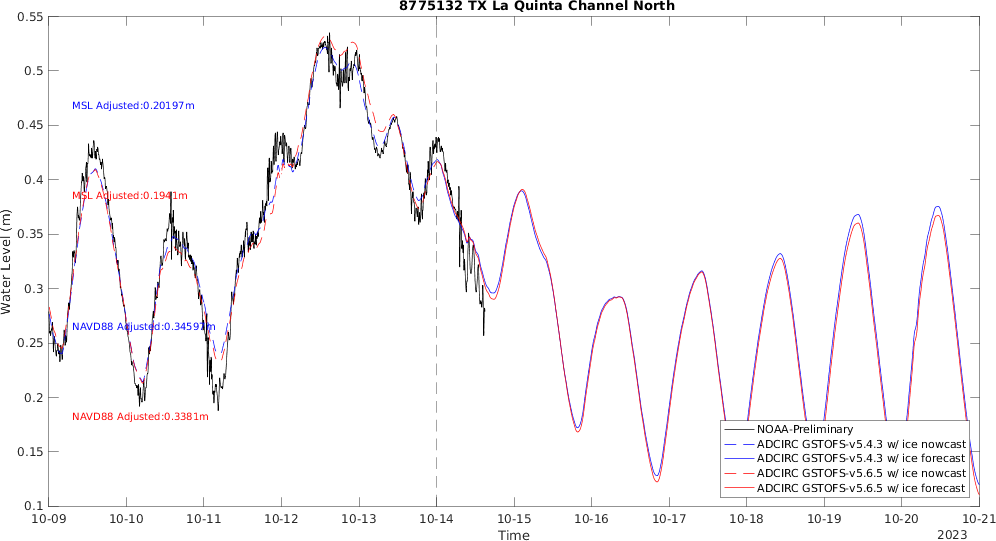 8775132 TX La Quinta Channel North
Water Level (m)
0.55
0.5
0.45
0.4
0.35
0.3
0.25
0.2
0.15
0.1
MSL Adjusted:0.20197m
MSL Adjusted:0.1941m
NAVD88 Adjusted:0.34597m
NAVD88 Adjusted:0.3381m
NOAA-Preliminary
ADCIRC GSTOFS-v5.4.3 w/ ice nowcast
ADCIRC GSTOFS-v5.4.3 w/ ice forecast
ADCIRC GSTOFS-v5.6.5 w/ ice nowcast
ADCIRC GSTOFS-v5.6.5 w/ ice forecast
10-09 10-10 10-11 10-12 10-13 10-14 10-15 10-16 10-17 10-18 10-19 10-20 10-21
Time
2023